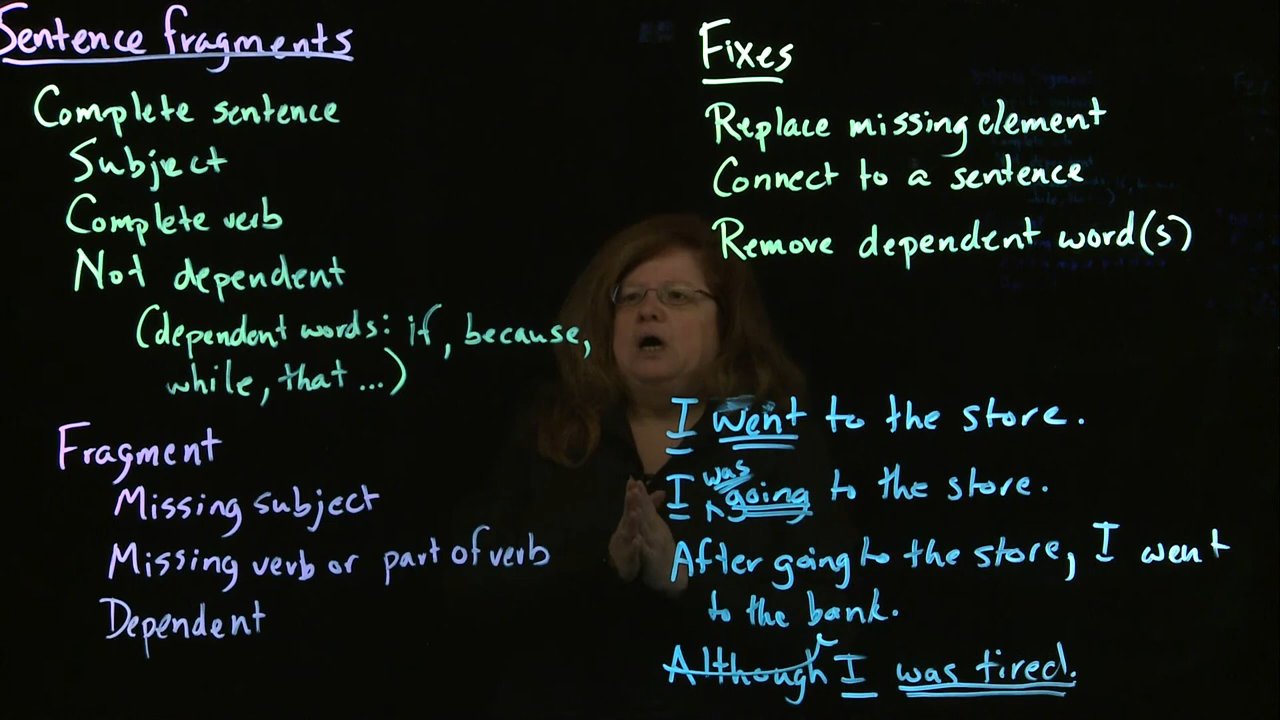 Sentence fragments
Complete sentence
Subject
Complete verb
Not dependent
(dependent words: if, because,
while, that ...)
Fragment
Missing subject
Missing verb or part of verb
Dependent
Fixes
Replace missing element
Connect to a sentence
Remove dependent word(s)
I went to the store.
I was going to the store.
After going to the store, I went
to the bank.
Although I was tired.